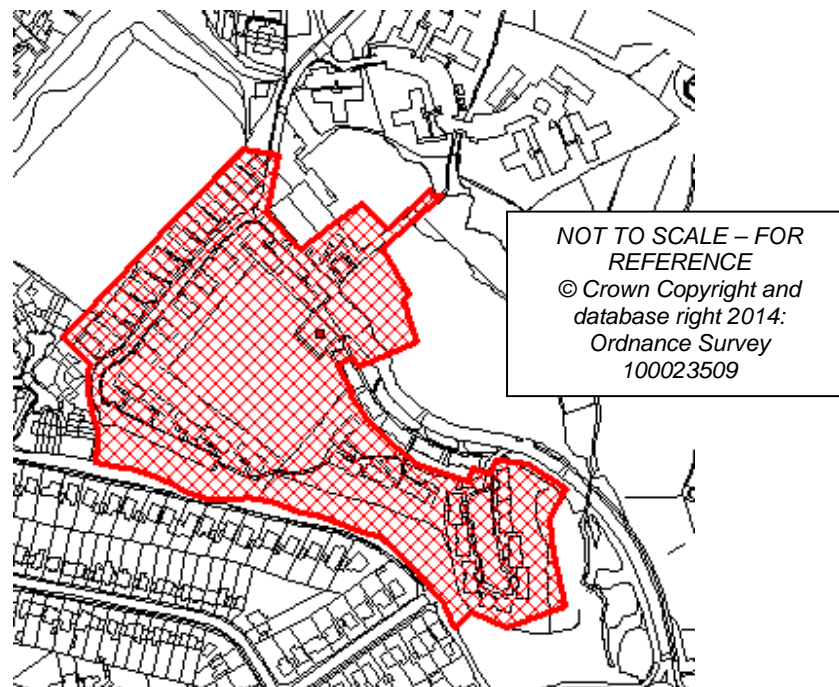 NOT TO SCALE – FOR
REFERENCE
© Crown Copyright and
database right 2014:
Ordnance Survey
100023509